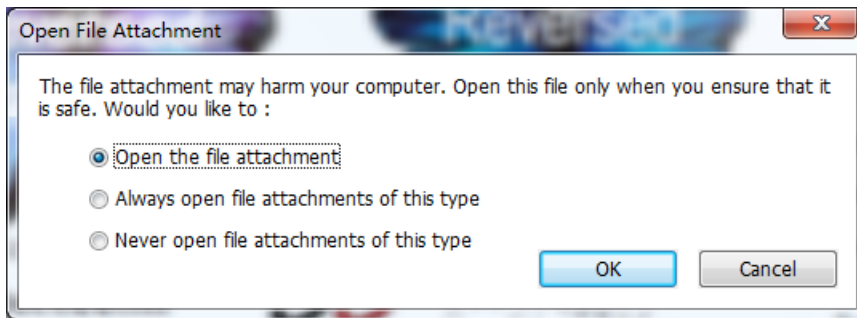 Reversed
Open File Attachment
The file attachment may harm your computer. Open this file only when you ensure that it
is safe. Would you like to :
Open the file attachment
Always open file attachments of this type
Never open file attachments of this type
OK
Cancel